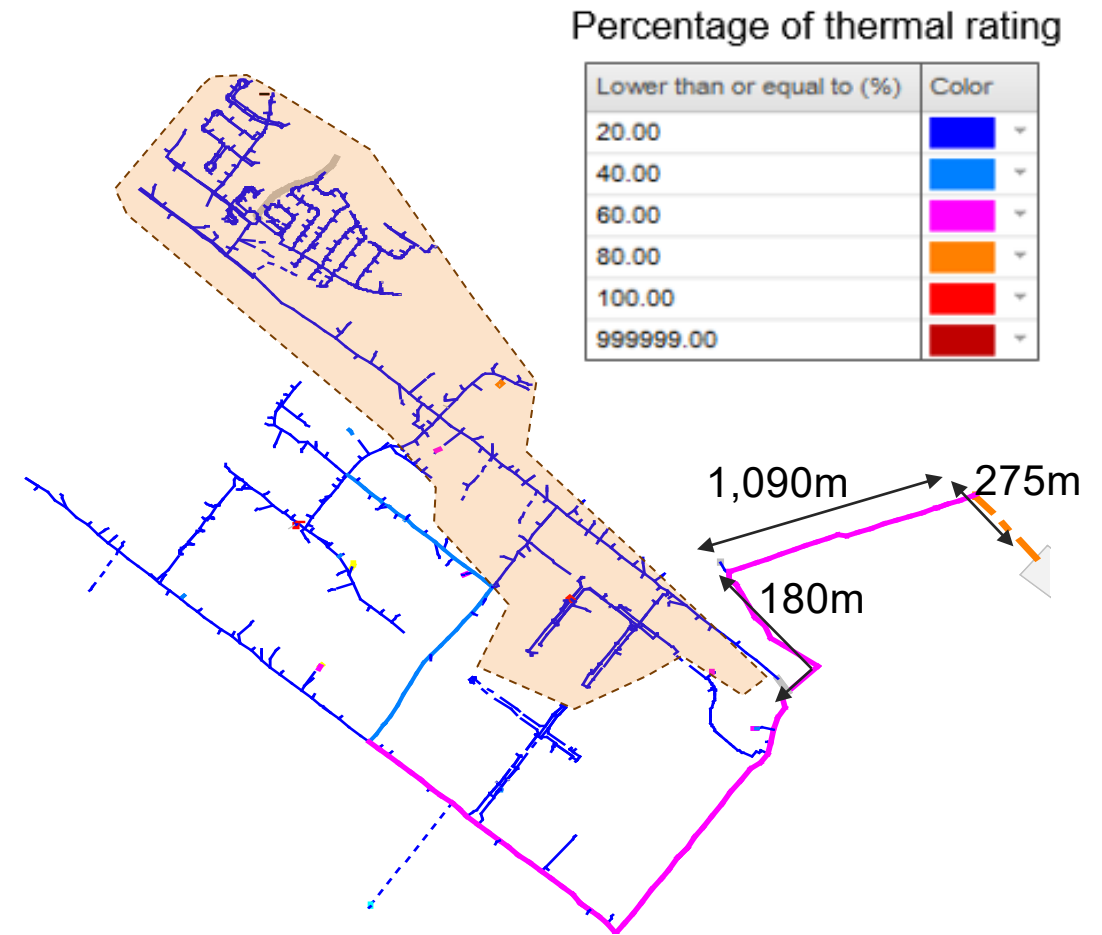 Percentage of thermal rating
Lower than or equal to (%) Color
20.00
40.00
60.00
80.00
100.00
999999.00
1,090m
275m
180m